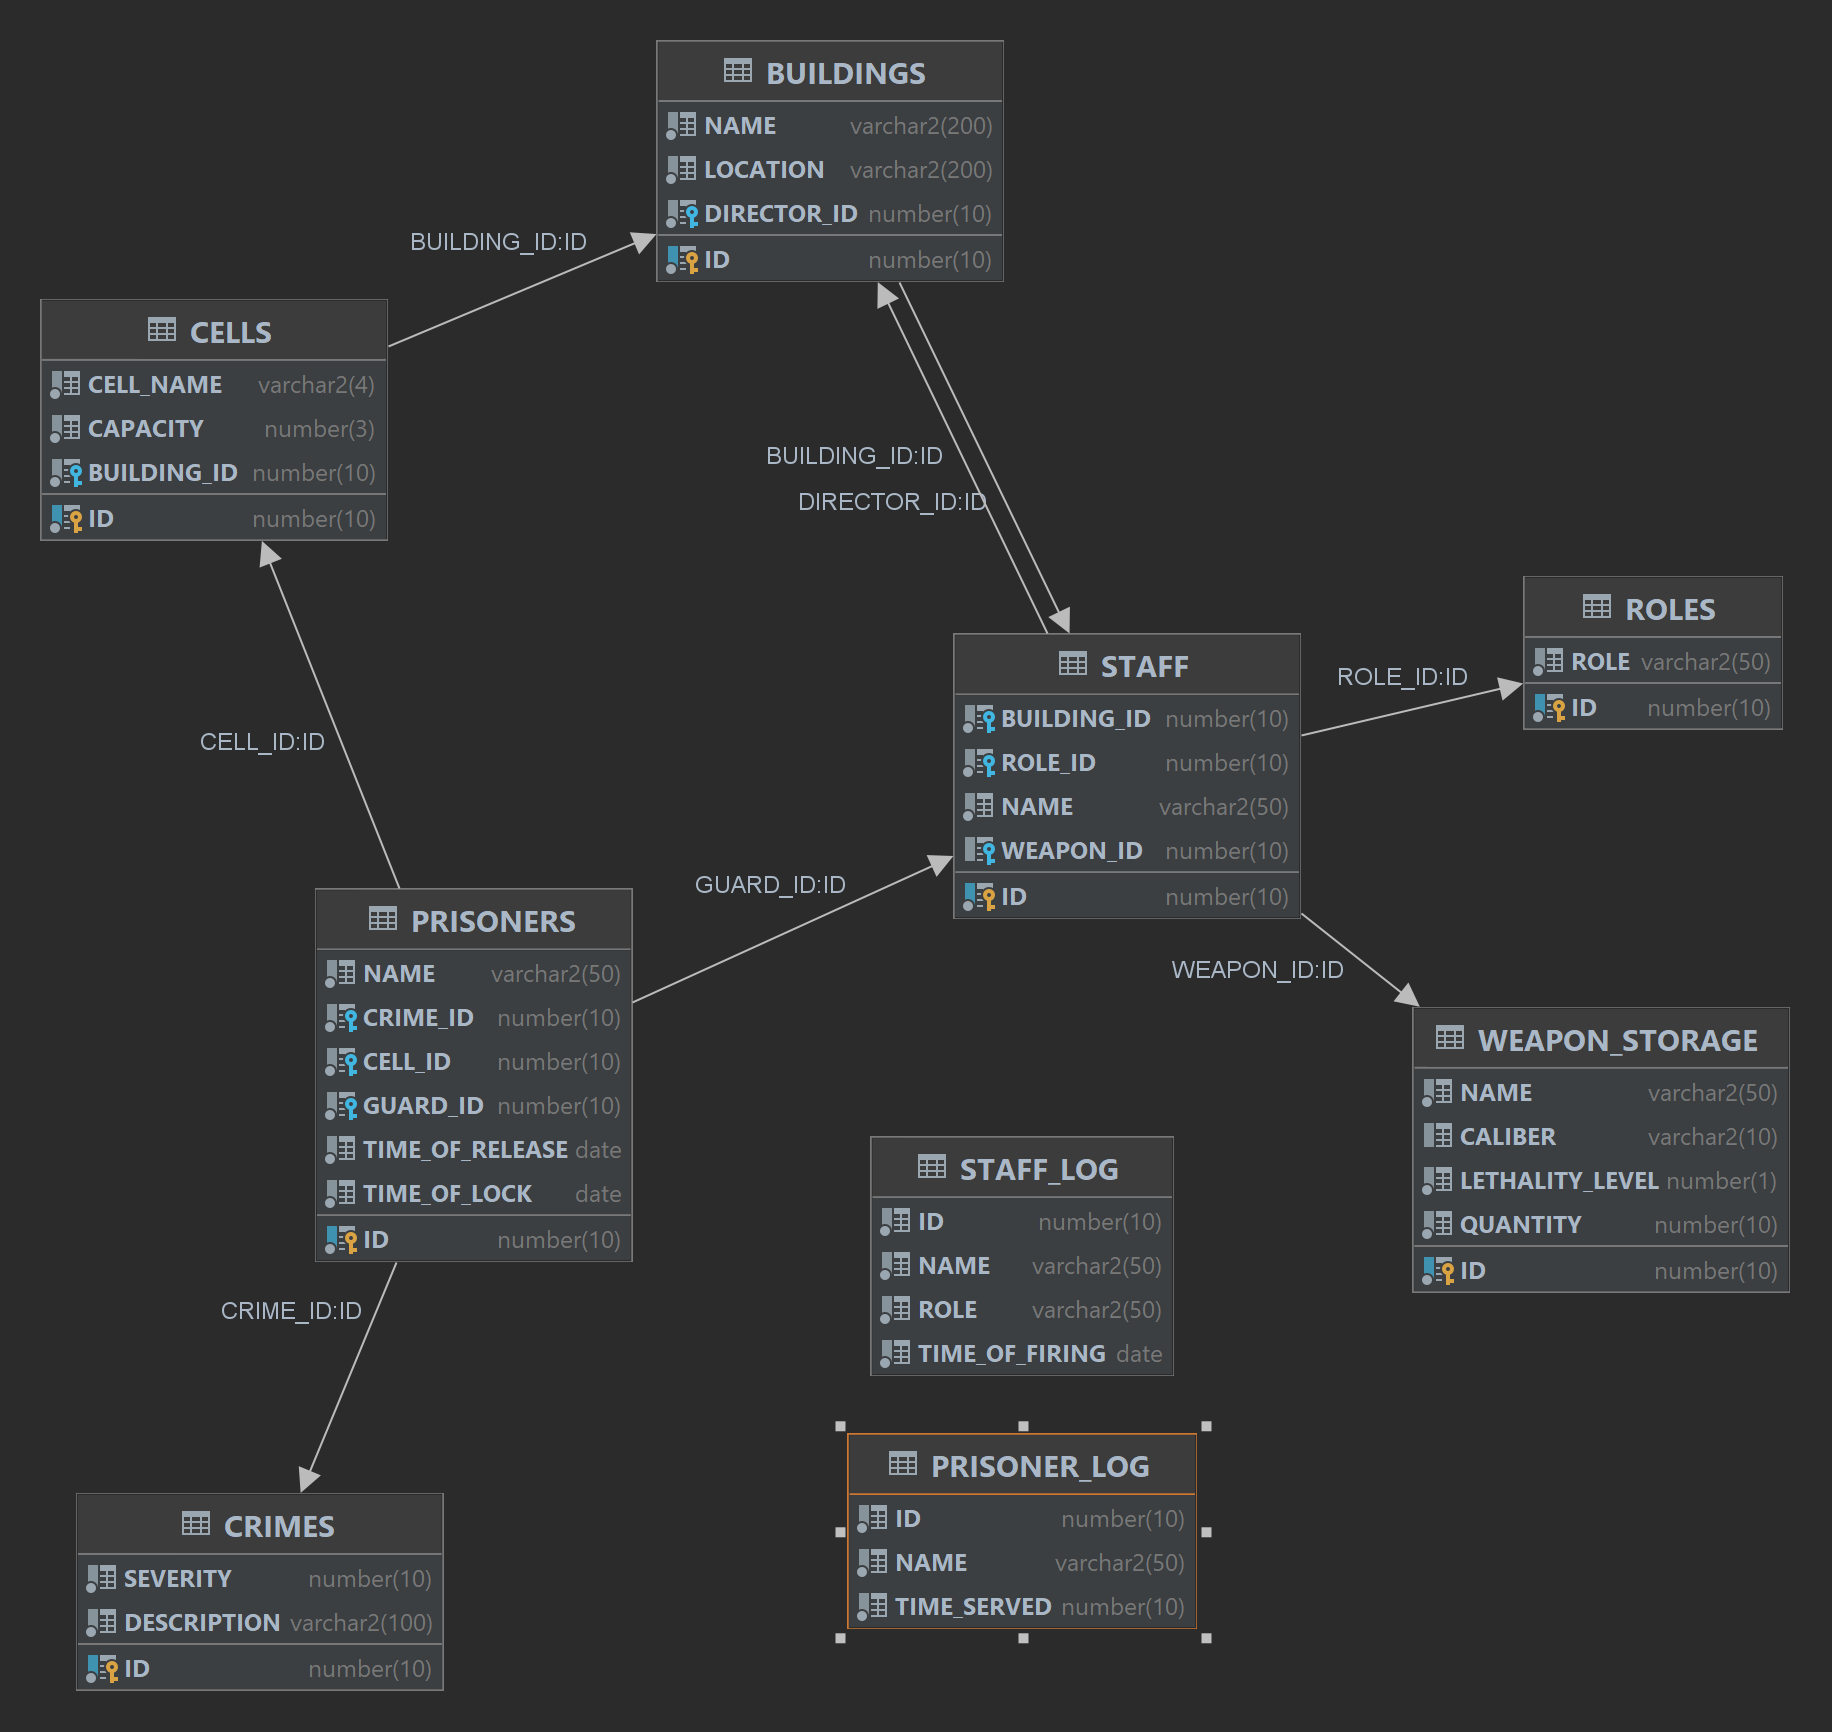 BUILDINGS
NAME varchar2(200)
LOCATION varchar2(200)
DIRECTOR_ID number(10)
ID number(10)
BUILDING_ID:ID
CELLS
CELL_NAME varchar2(4)
CAPACITY number(3)
BUILDING_ID number(10)
ID number(10)
BUILDING_ID:ID
DIRECTOR_ID:ID
CELL_ID:ID
STAFF
BUILDING_ID number(10)
ROLE_ID number(10)
NAME varchar2(50)
WEAPON_ID number(10)
ID number(10)
ROLE_ID:ID
ROLES
ROLE varchar2(50)
ID number(10)
GUARD_ID:ID
PRISONERS
NAME varchar2(50)
CRIME_ID number(10)
CELL_ID number(10)
GUARD_ID number(10)
TIME_OF_RELEASE date
TIME_OF_LOCK date
ID number(10)
WEAPON_ID:ID
WEAPON_STORAGE
NAME varchar2(50)
CALIBER varchar2(10)
LETHALITY_LEVEL number(1)
QUANTITY number(10)
ID number(10)
STAFF_LOG
ID number(10)
NAME varchar2(50)
ROLE varchar2(50)
TIME_OF_FIRING date
CRIME_ID:ID
PRISONER_LOG
ID number(10)
NAME varchar2(50)
TIME_SERVED number(10)
CRIMES
SEVERITY number(10)
DESCRIPTION varchar2(100)
ID number(10)